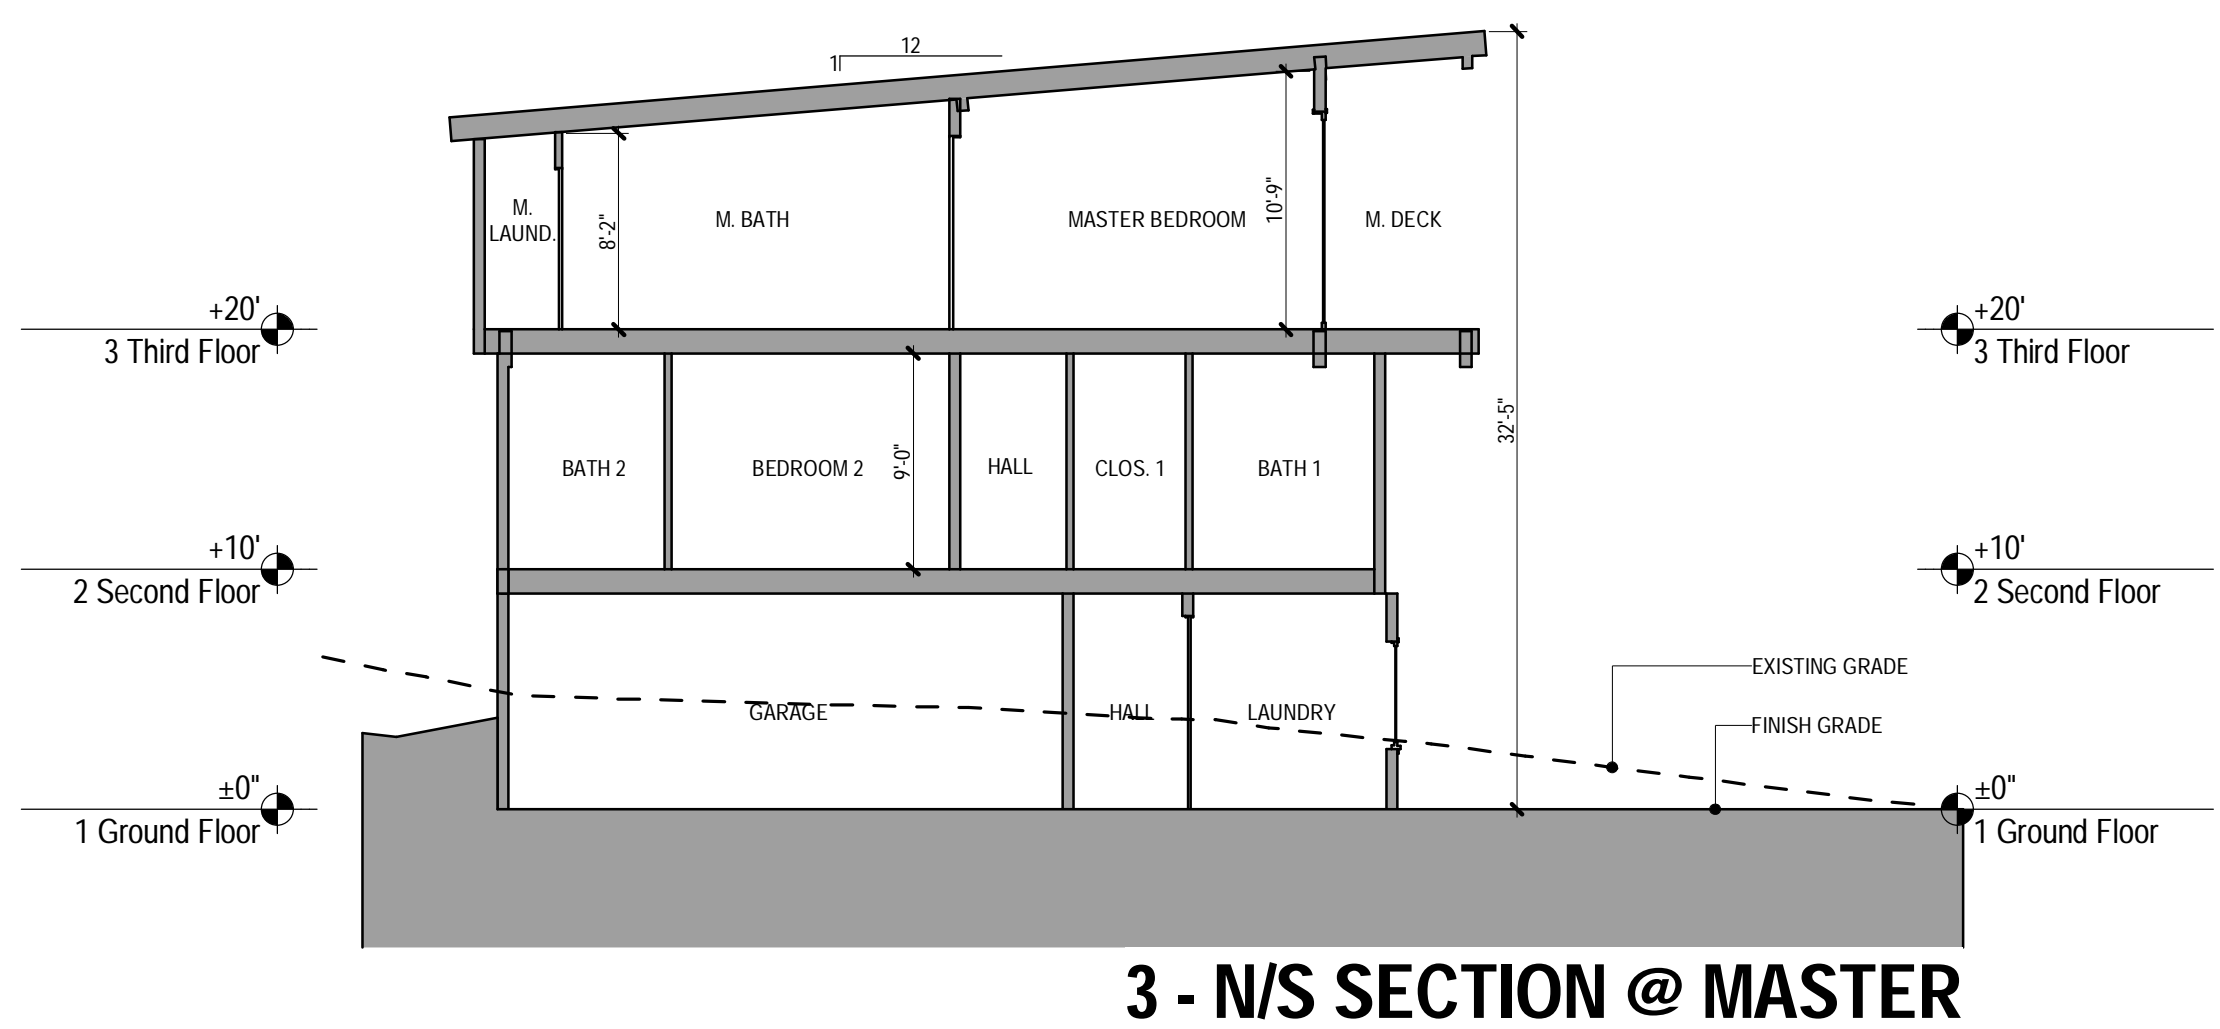 12
1
M.
LAUND.
8'-2"
M. BATH
MASTER BEDROOM
10'-9"
M. DECK
+20'
3 Third Floor
+20'
3 Third Floor
32'-5"
BATH 2
BEDROOM 2
9'-0"
HALL
CLOS. 1
BATH 1
+10'
2 Second Floor
+10'
2 Second Floor
EXISTING GRADE
GARAGE
HALL
LAUNDRY
FINISH GRADE
±0"
1 Ground Floor
±0"
1 Ground Floor
3 - N/S SECTION @ MASTER